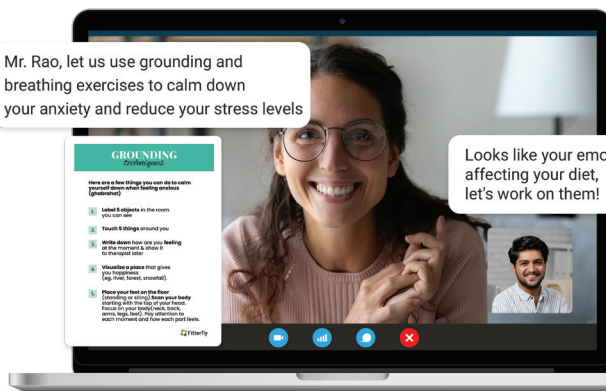 Mr. Rao, let us use grounding and
breathing exercises to calm down
your anxiety and reduce your stress levels
GROUNDING
techniques
Here are a few things you can do to calm
yourself down when feeling anxious
(ghabrahat)
1. Label 5 objects in the room
you can see
2. Touch 5 things around you
3. Write down how are you feeling
at the moment & show it
to therapist later
4. Visualize a place that gives
you happiness
(eg. river, forest, snowfall).
5. Place your feet on the floor
(standing or siting).Scan your body
starting with the top of your head.
Focus on your body(neck, back,
arms, legs, feet). Pay attention to
each moment and how each part feels.
Fitterfly
Looks like your emo
affecting your diet,
let's work on them!